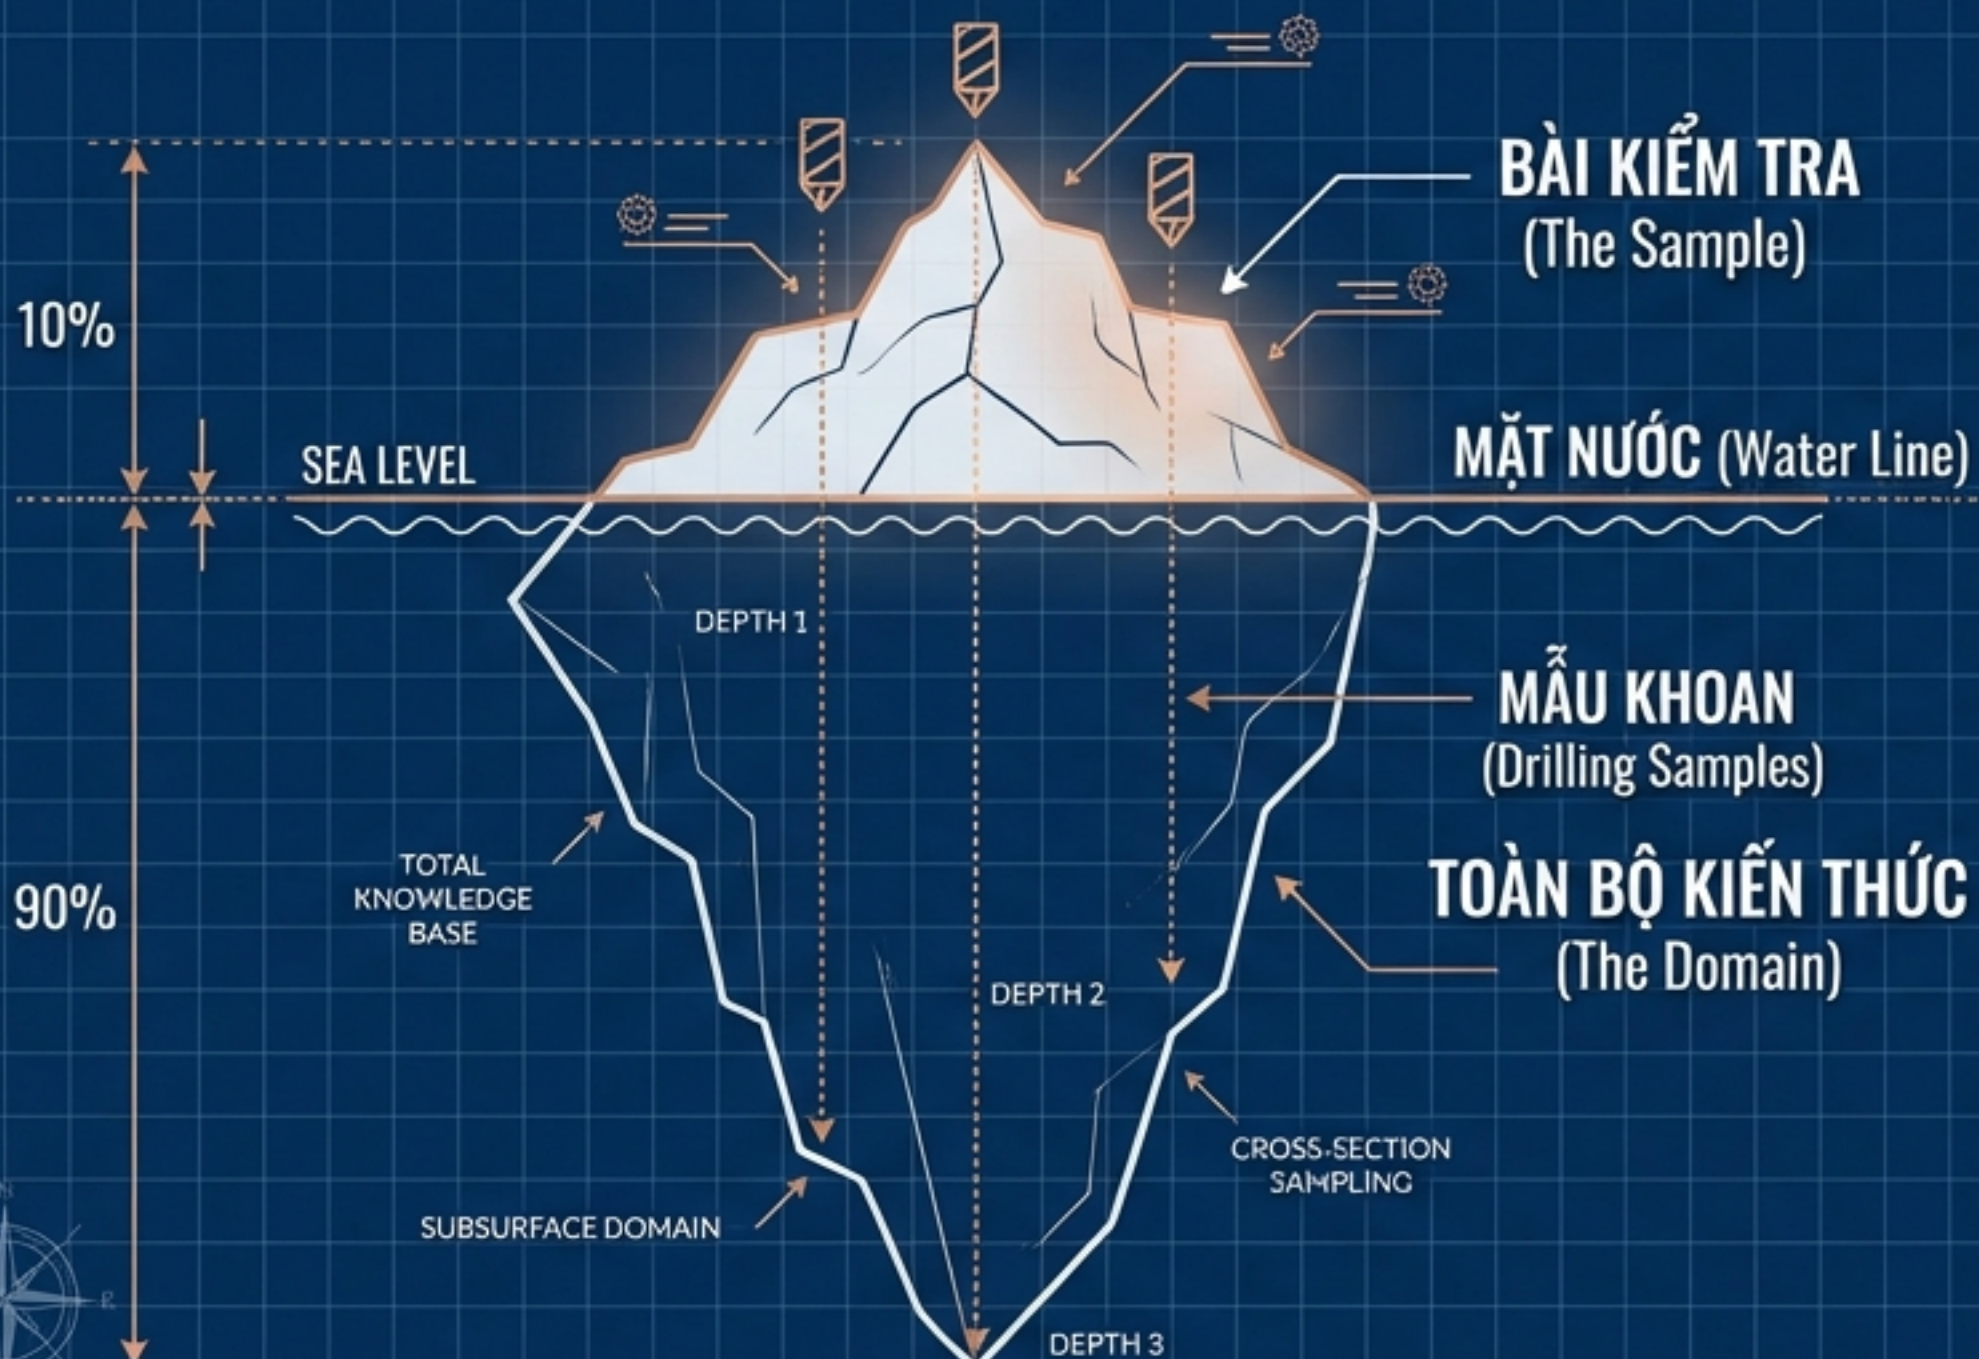 BÀI KIỂM TRA
(The Sample)
10%
SEA LEVEL
MẶT NƯỚC (Water Line)
DEPTH 1
MẪU KHOAN
(Drilling Samples)
TOTAL
KNOWLEDGE
BASE
90%
TOÀN BỘ KIẾN THỨC
(The Domain)
DEPTH 2
CROSS-SECTION
SAMPLING
SUBSURFACE DOMAIN
DEPTH 3